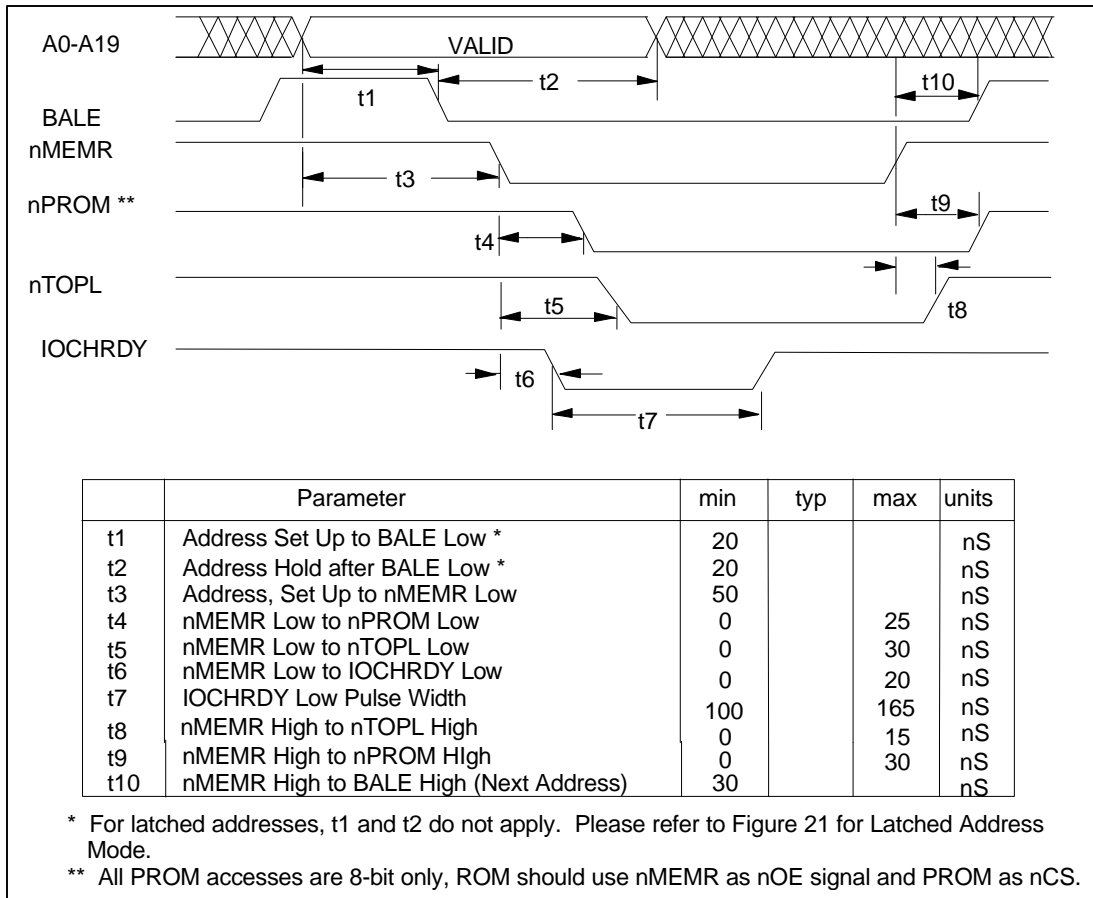 A0-A19 VALID
t1 t2 t10
BALE
nMEMR
t3
nPROM **
t9
t4
nTOPL
t5 t8
IOCHRDY
t6
t7
Parameter min typ max units
t1 Address Set Up to BALE Low * 20 nS
t2 Address Hold after BALE Low * 20 nS
t3 Address, Set Up to nMEMR Low 50 nS
t4 nMEMR Low to nPROM Low 0 25 nS
t5 nMEMR Low to nTOPL Low 0 30 nS
t6 nMEMR Low to IOCHRDY Low 0 20 nS
t7 IOCHRDY Low Pulse Width 100 165 nS
t8 nMEMR High to nTOPL High 0 15 nS
t9 nMEMR High to nPROM HIgh 0 30 nS
t10 nMEMR High to BALE High (Next Address) 30 nS
* For latched addresses, t1 and t2 do not apply. Please refer to Figure 21 for Latched Address
Mode.
** All PROM accesses are 8-bit only, ROM should use nMEMR as nOE signal and PROM as nCS.